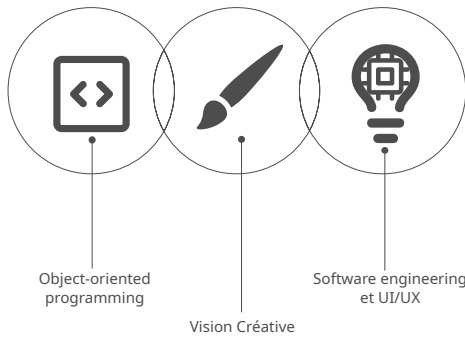 Object-oriented
programming
Vision Créative
Software engineering
et UI/UX